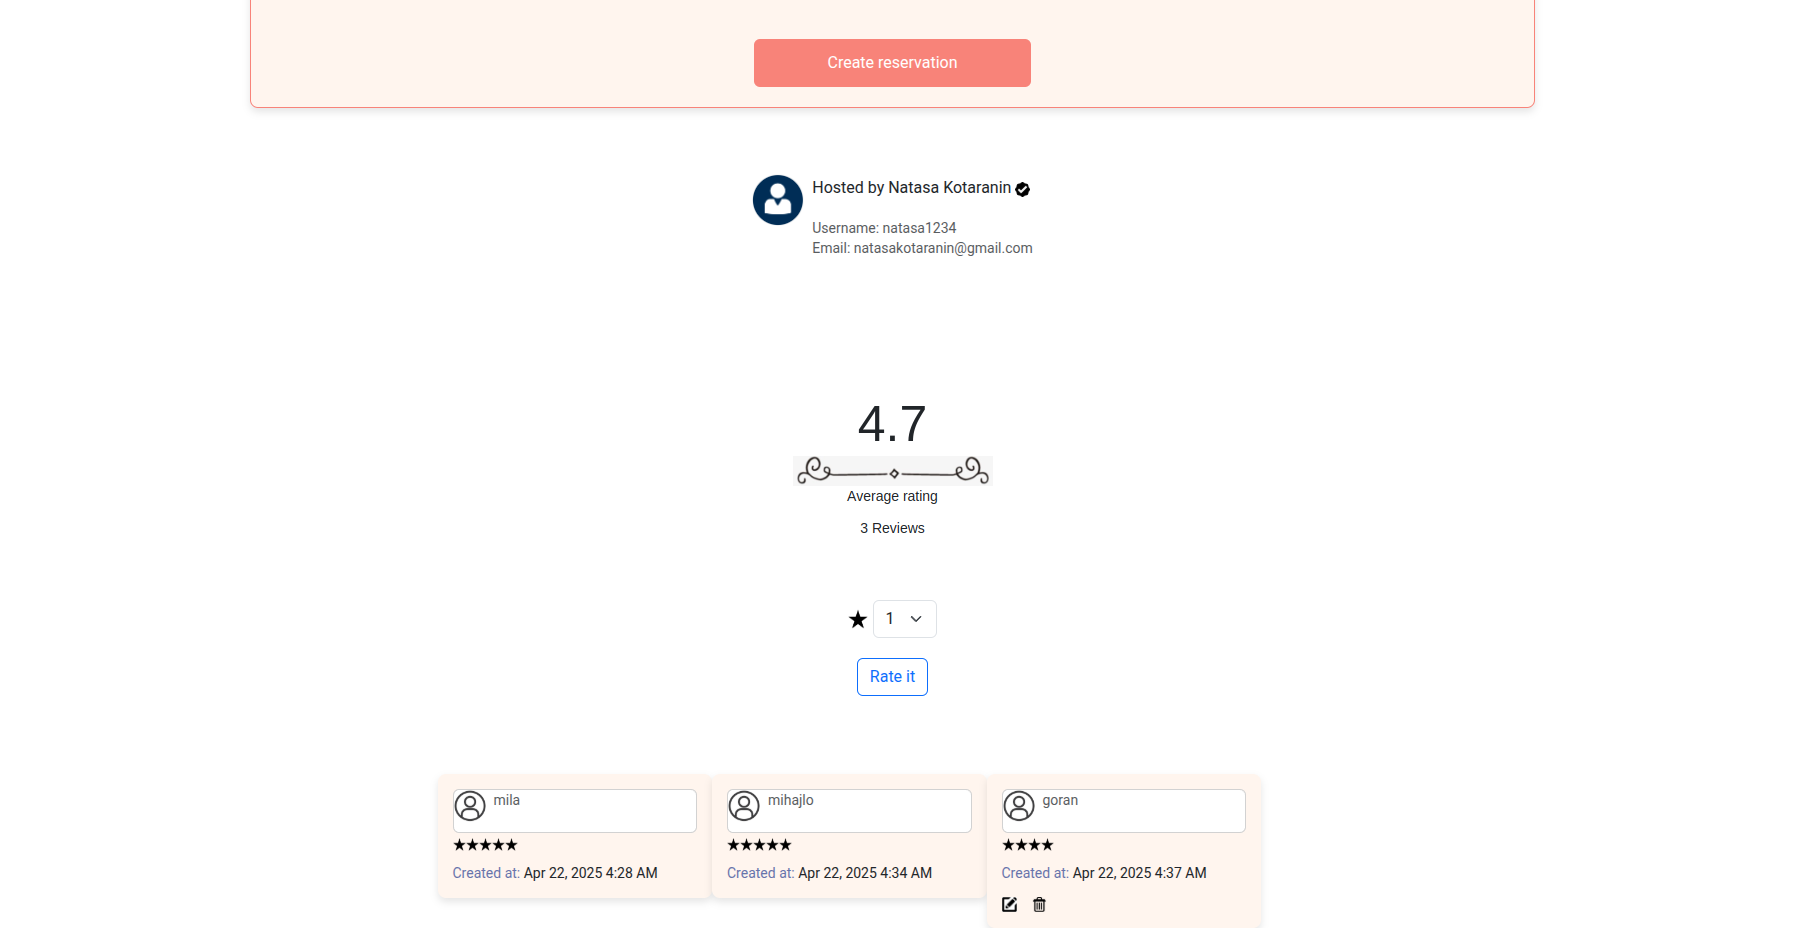 Create reservation
Hosted by Natasa Kotaranin
Username: natasa1234
Email: natasakotaranin@gmail.com
4.7
Average rating
3 Reviews
★ 1
Rate it
mila
★★★★★
Created at: Apr 22, 2025 4:28 AM
mihajlo
★★★★★
Created at: Apr 22, 2025 4:34 AM
goran
★★★★
Created at: Apr 22, 2025 4:37 AM